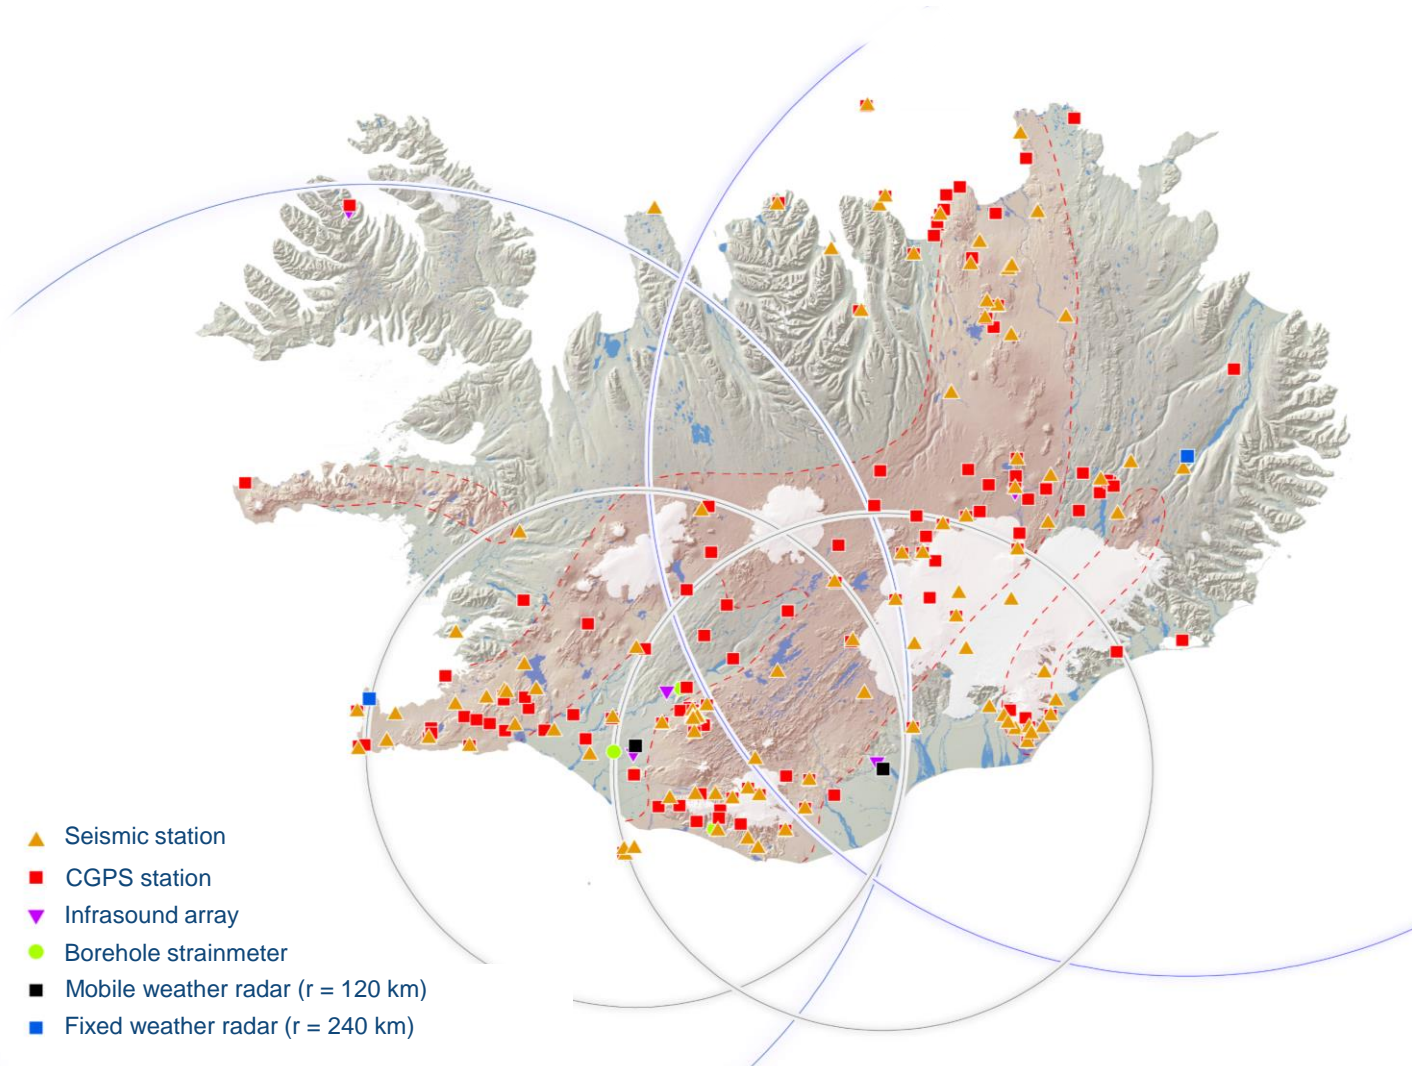 Seismic station
CGPS station
Infrasound array
Borehole strainmeter
Mobile weather radar (r = 120 km)
Fixed weather radar (r = 240 km)